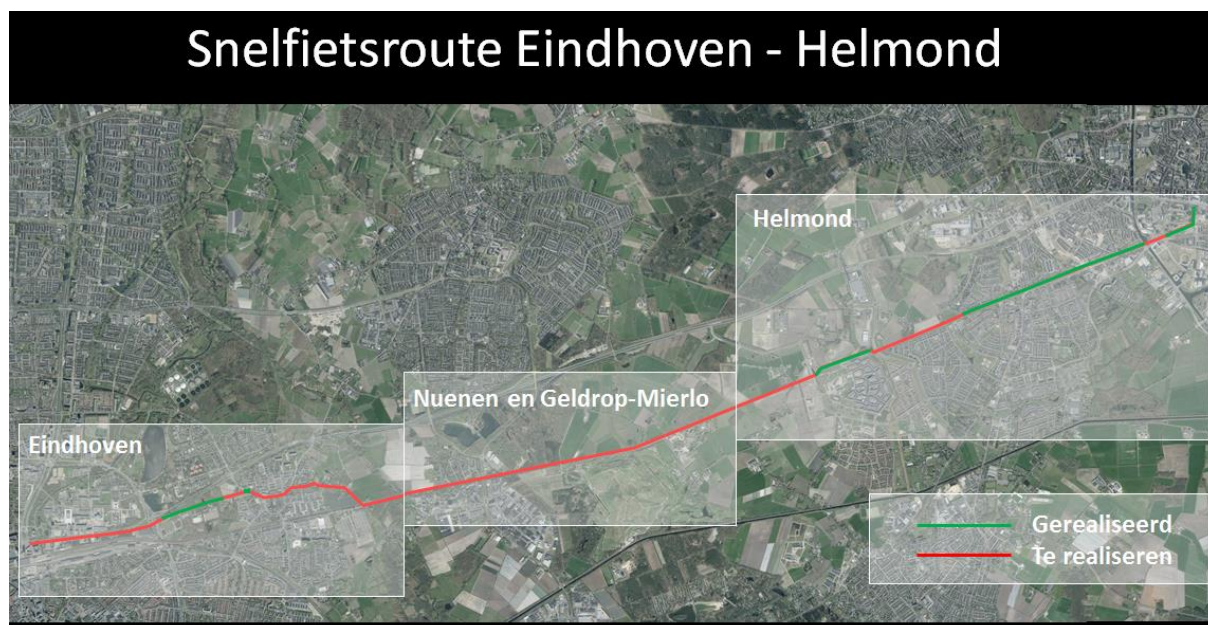 Snelfietsroute Eindhoven - Helmond
Helmond
Nuenen en Geldrop-Mierlo
Eindhoven
Gerealiseerd
Te realiseren